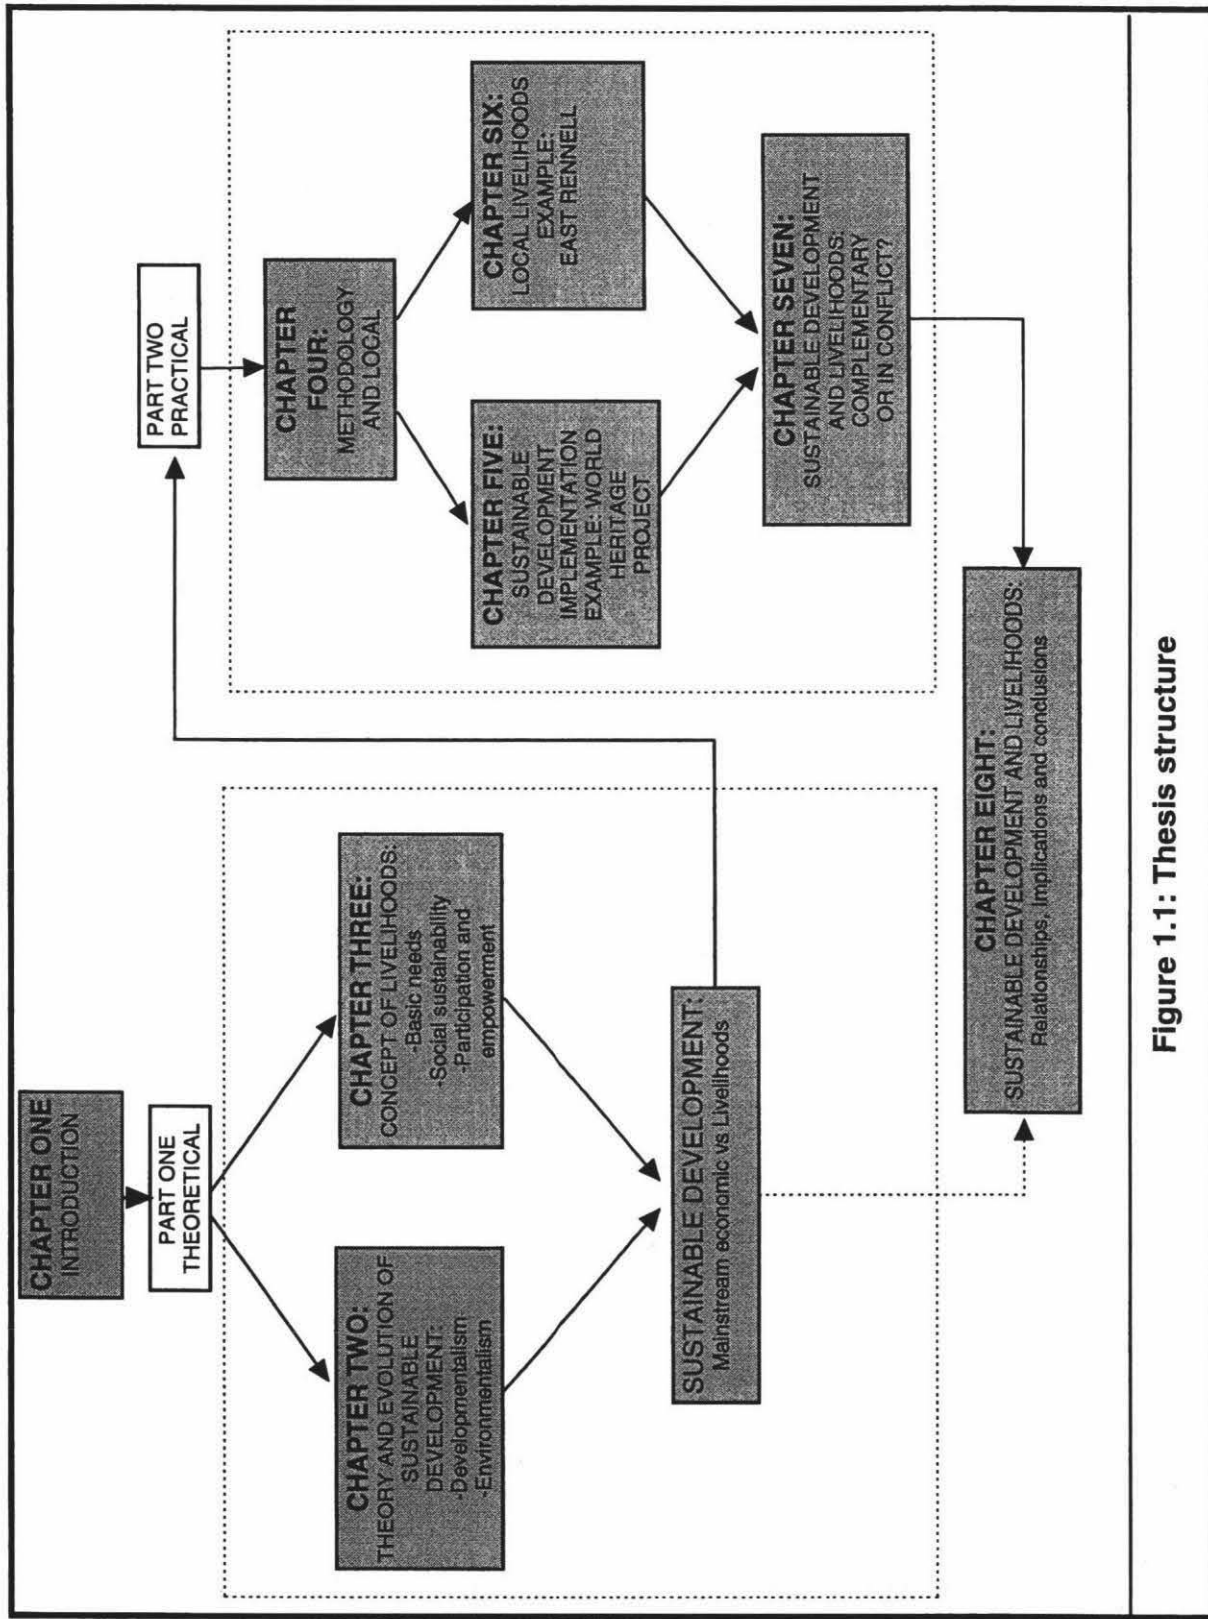 CHAPTER ONE
INTRODUCTION
PART ONE
THEORETICAL
CHAPTER TWO:
THEORY AND EVOLUTION OF
SUSTAINABLE
DEVELOPMENT:
-Developmentalism
-Environmentalism
CHAPTER THREE:
CONCEPT OF LIVELIHOODS:
-Basic needs
-Social sustainability
-Participation and
empowerment
SUSTAINABLE DEVELOPMENT:
Mainstream economic vs Livelihoods
PART TWO
PRACTICAL
CHAPTER
FOUR:
METHODOLOGY
AND LOCAL
CHAPTER FIVE:
SUSTAINABLE
DEVELOPMENT
IMPLEMENTATION
EXAMPLE: WORLD
HERITAGE
PROJECT
CHAPTER SIX:
LOCAL LIVELIHOODS
EXAMPLE:
EAST RENNELL
CHAPTER SEVEN:
SUSTAINABLE DEVELOPMENT
AND LIVELIHOODS:
COMPLEMENTARY
OR IN CONFLICT?
CHAPTER EIGHT:
SUSTAINABLE DEVELOPMENT AND LIVELIHOODS:
Relationships, Implications and conclusions
Figure 1.1: Thesis structure